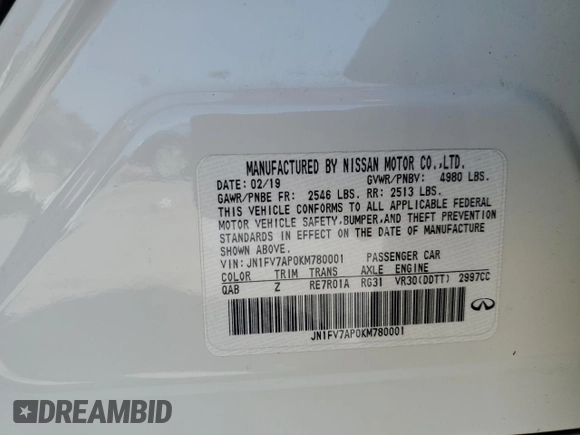 MANUFACTURED BY NISSAN MOTOR CO.,LTD.
DATE: 02/19 GVWR/PNBV: 4980 LBS.
GAWR/PNBE FR: 2546 LBS. RR: 2513 LBS.
THIS VEHICLE CONFORMS TO ALL APPLICABLE FEDERAL
MOTOR VEHICLE SAFETY,BUMPER,AND THEFT PREVENTION
STANDARDS IN EFFECT ON THE DATE OF MANUFACTURE
SHOWN ABOVE.
VIN: JN1FV7AP0KM780001 PASSENGER CAR
COLOR TRIM TRANS AXLE ENGINE
QAB Z RE7R01A RG31 VR30(DDTT) 2997CC
JN1FV7AP0KM780001
DREAMBID